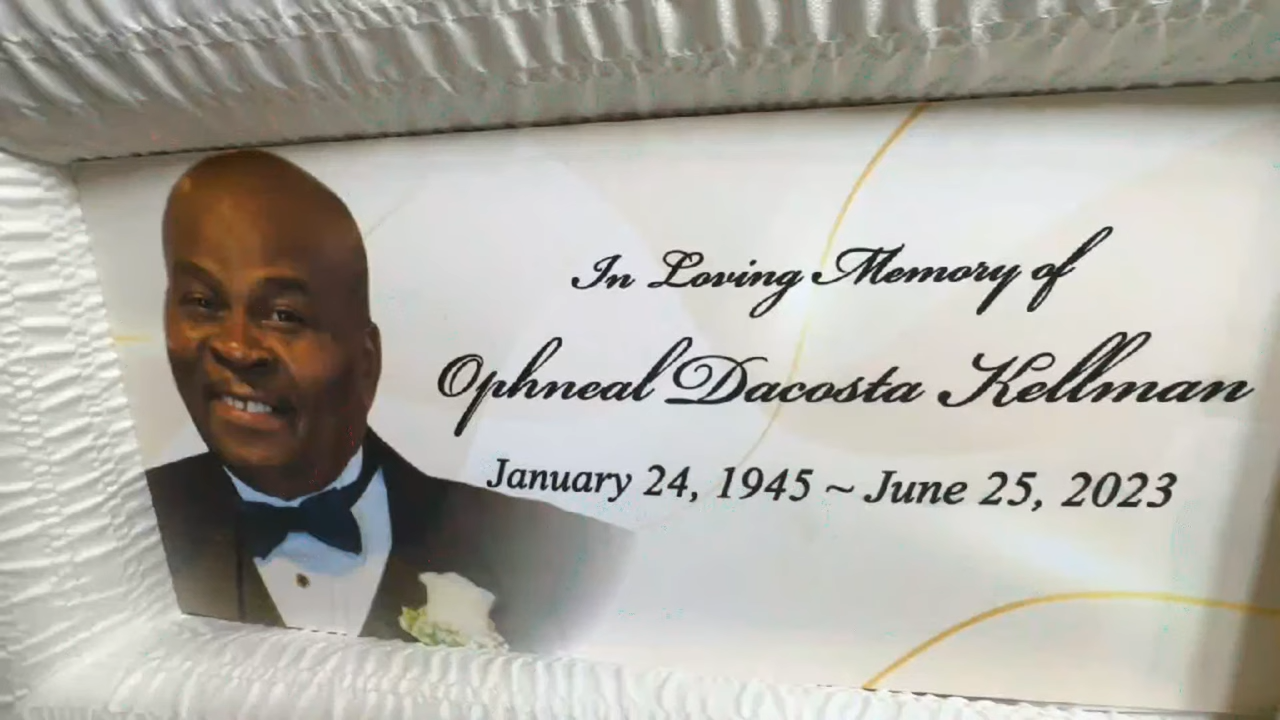 In Loving Memory of
Ophneal Dacosta Kellman
January 24, 1945 ~ June 25, 2023